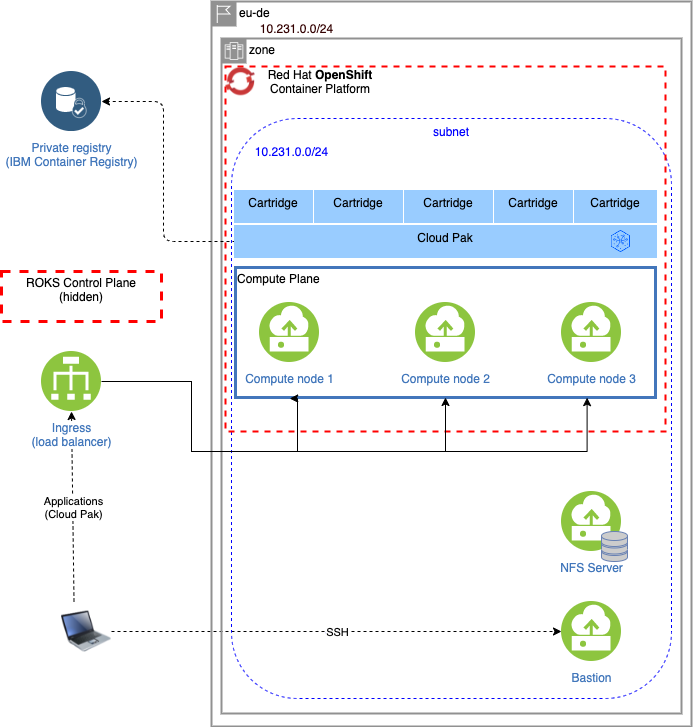 eu-de
10.231.0.0/24
zone
Red Hat OpenShift
Container Platform
subnet
10.231.0.0/24
Private registry
(IBM Container Registry)
Cartridge
Cartridge
Cartridge
Cartridge
Cartridge
Cloud Pak
ROKS Control Plane
(hidden)
Compute Plane
Compute node 1
Compute node 2
Compute node 3
Ingress
(load balancer)
Applications
(Cloud Pak)
NFS Server
SSH
Bastion